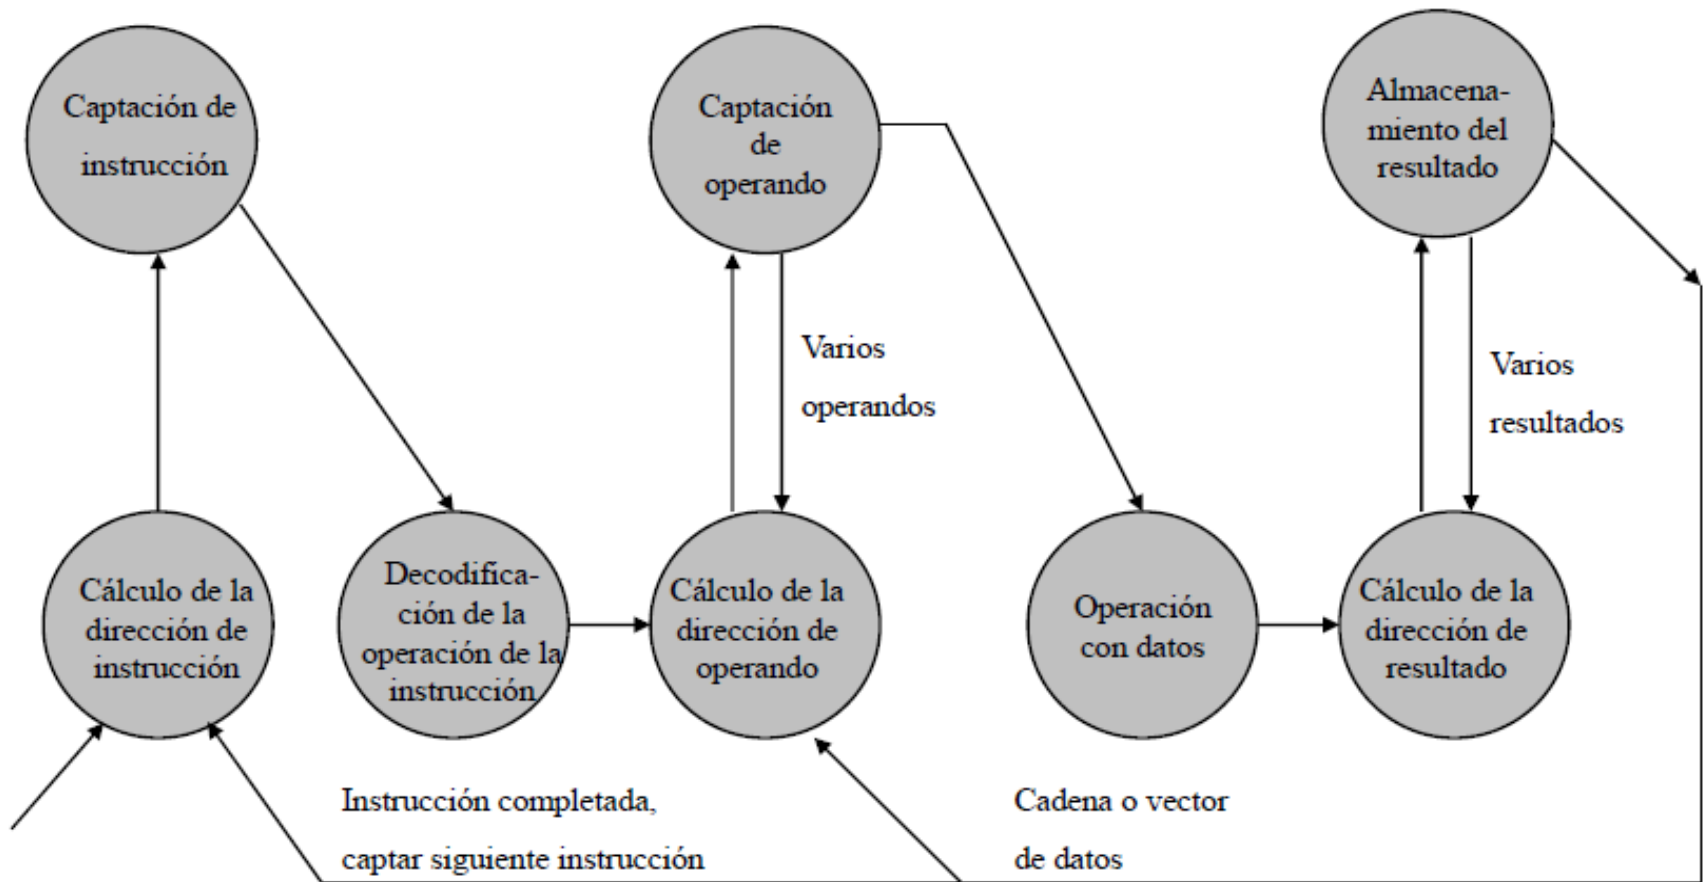 Captación de
instrucción
Captación
de
operando
Almacena-
miento del
resultado
Varios
operandos
Varios
resultados
Cálculo de la
dirección de
instrucción
Decodifica-
ción de la
operación de la
instrucción
Cálculo de la
dirección de
operando
Operación
con datos
Cálculo de la
dirección de
resultado
Instrucción completada,
captar siguiente instrucción
Cadena o vector
de datos